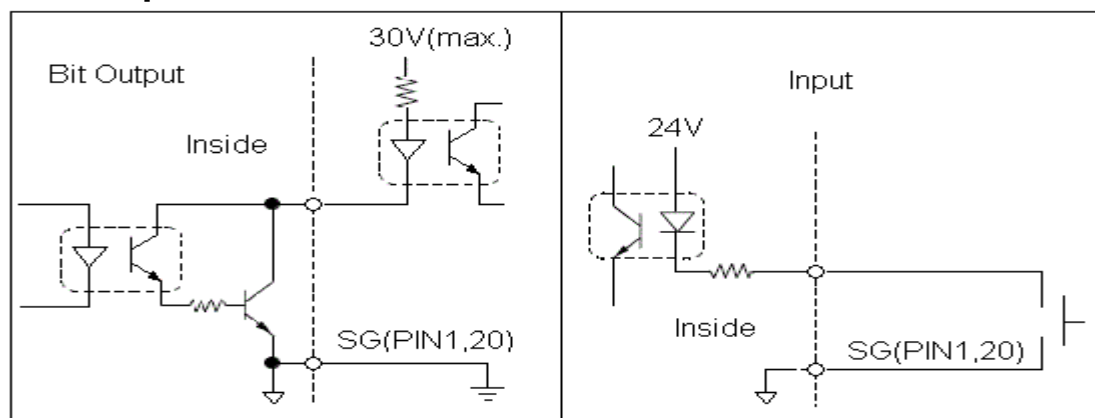 30V(max.)
Bit Output
Inside
SG(PIN1,20)
Input
24V
Inside
SG(PIN1,20)